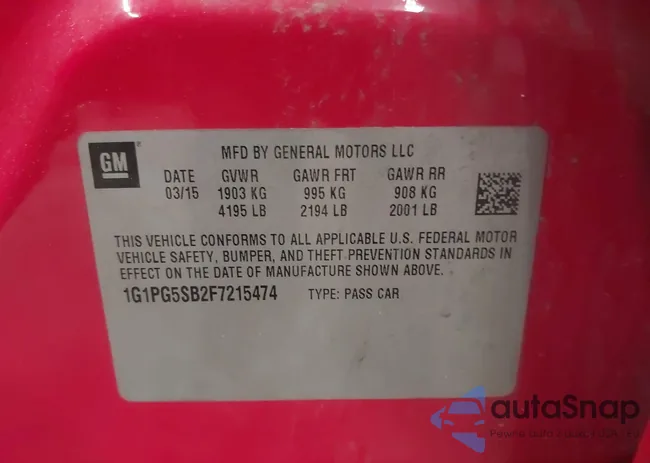 GM
MFD BY GENERAL MOTORS LLC
DATE GVWR GAWR FRT GAWR RR
03/15 1903 KG 995 KG 908 KG
4195 LB 2194 LB 2001 LB
THIS VEHICLE CONFORMS TO ALL APPLICABLE U.S. FEDERAL MOTOR
VEHICLE SAFETY, BUMPER, AND THEFT PREVENTION STANDARDS IN
EFFECT ON THE DATE OF MANUFACTURE SHOWN ABOVE.
1G1PG5SB2F7215474 TYPE: PASS CAR
autaSnap